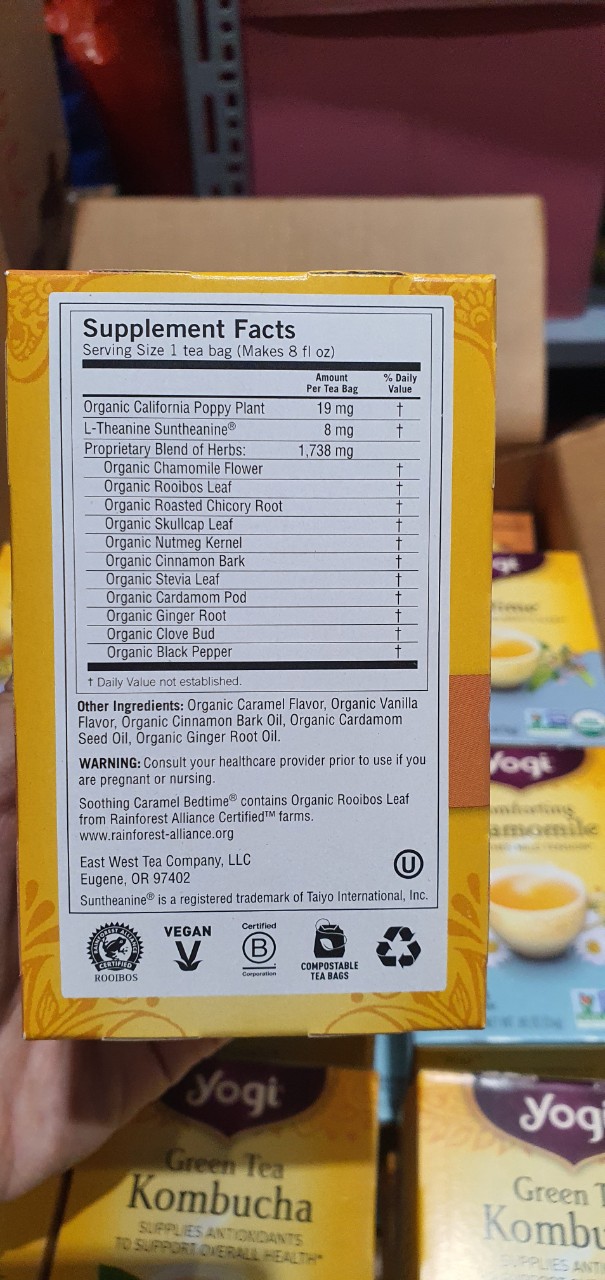 Supplement Facts
Serving Size 1 tea bag (Makes 8 fl oz)
Amount Per Tea Bag
% Daily Value
Organic California Poppy Plant 19 mg †
L-Theanine Suntheanine® 8 mg †
Proprietary Blend of Herbs: 1,738 mg
Organic Chamomile Flower †
Organic Rooibos Leaf †
Organic Roasted Chicory Root †
Organic Skullcap Leaf †
Organic Nutmeg Kernel †
Organic Cinnamon Bark †
Organic Stevia Leaf †
Organic Cardamom Pod †
Organic Ginger Root †
Organic Clove Bud †
Organic Black Pepper †
† Daily Value not established.
Other Ingredients: Organic Caramel Flavor, Organic Vanilla
Flavor, Organic Cinnamon Bark Oil, Organic Cardamom
Seed Oil, Organic Ginger Root Oil.
WARNING: Consult your healthcare provider prior to use if you
are pregnant or nursing.
Soothing Caramel Bedtime® contains Organic Rooibos Leaf
from Rainforest Alliance Certified™ farms.
www.rainforest-alliance.org
East West Tea Company, LLC
Eugene, OR 97402
U
Suntheanine® is a registered trademark of Taiyo International, Inc.
RAINFOREST ALLIANCE
CERTIFIED
ROOIBOS
VEGAN
V
Certified
B
Corporation
COMPOSTABLE
TEA BAGS
yogi
amomile
yogi
Green Tea
Kombucha
SUPPLIES ANTIOXIDANTS
TO SUPPORT OVERALL HEALTH*
yog
Green T
Kombu
SUPPLIES ANTI